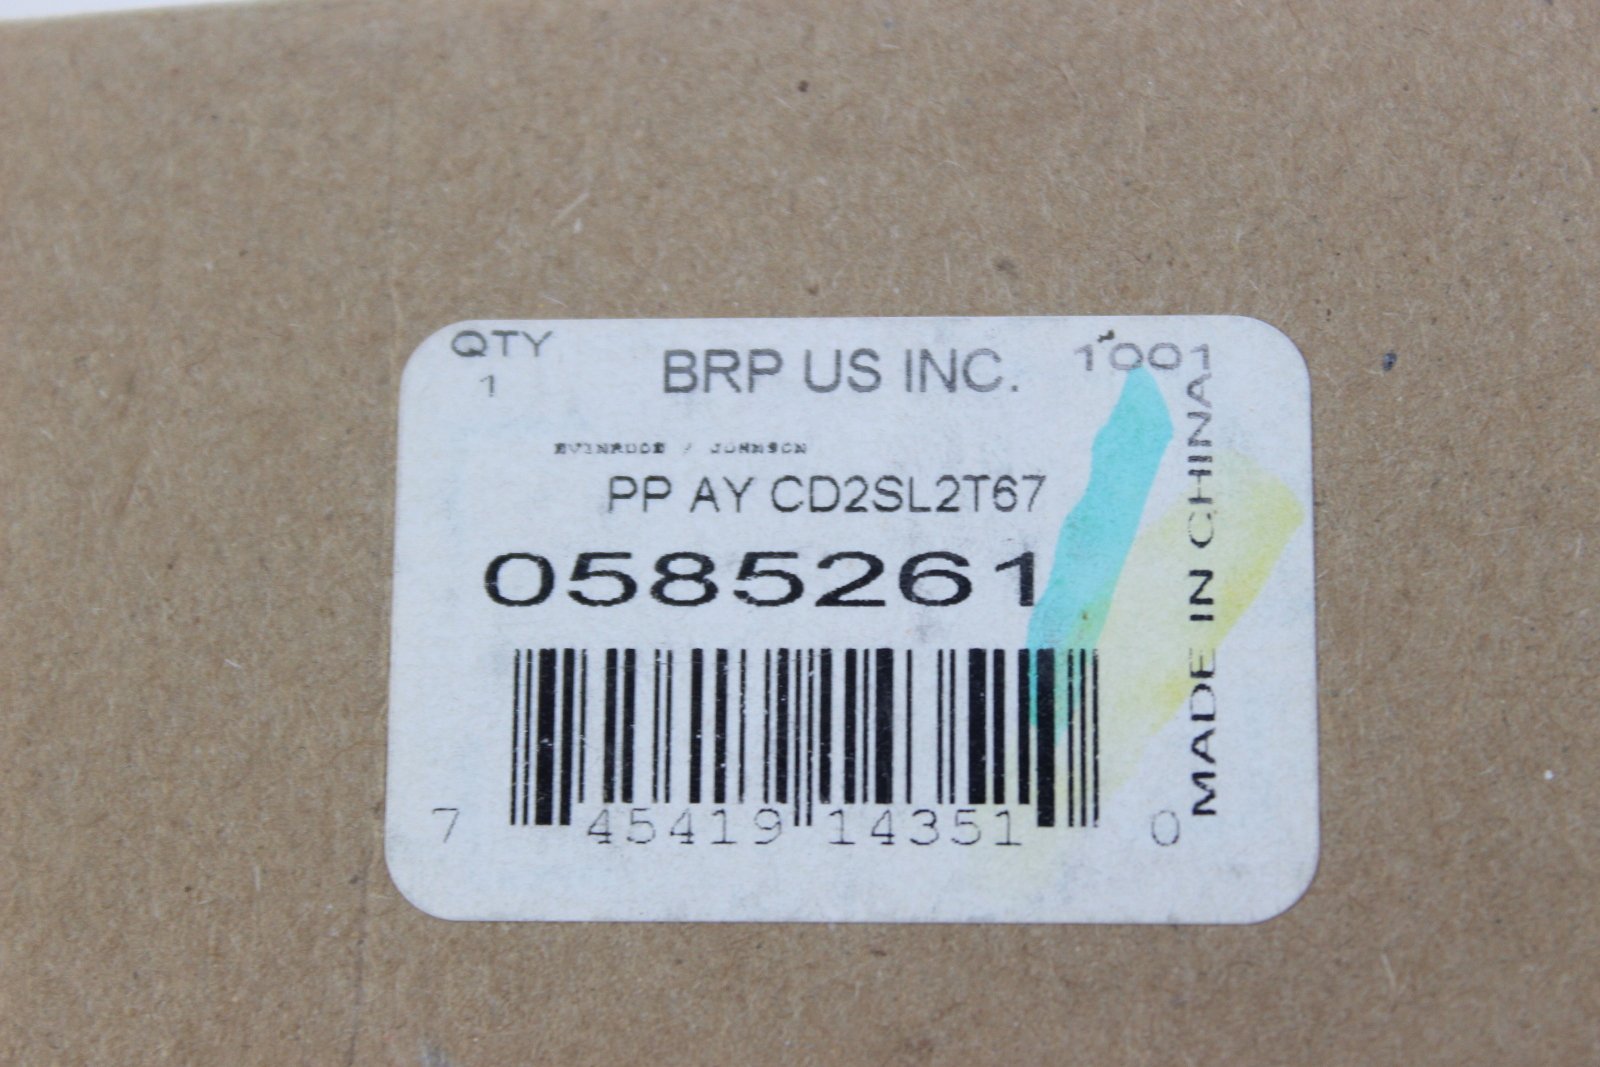 QTY
1
BRP US INC.
1001
EVINRUDE / JOHNSON
PP AY CD2SL2T67
0585261
7 45419 14351 0
MADE IN CHINA